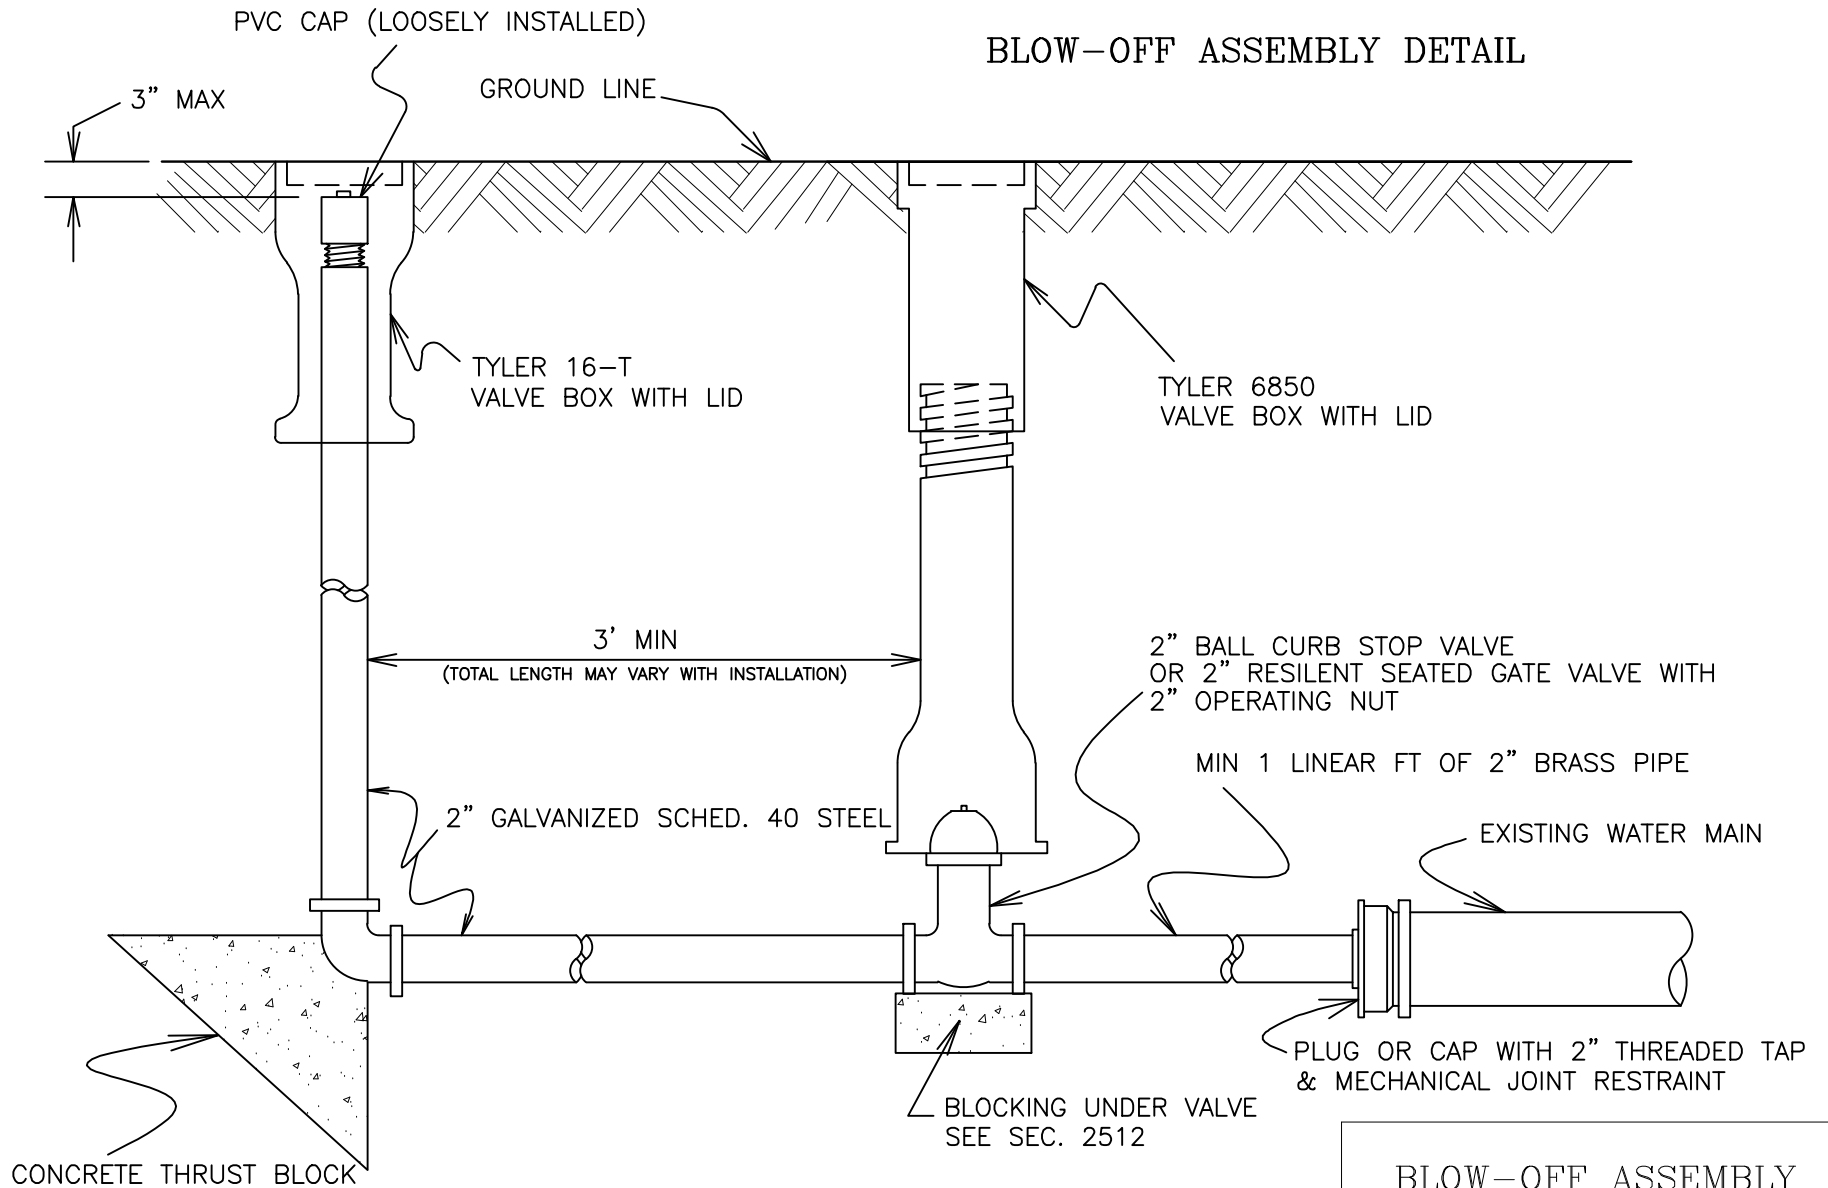 PVC CAP (LOOSELY INSTALLED)
BLOW-OFF ASSEMBLY DETAIL
3" MAX
GROUND LINE
TYLER 16-T
VALVE BOX WITH LID
TYLER 6850
VALVE BOX WITH LID
3' MIN
(TOTAL LENGTH MAY VARY WITH INSTALLATION)
2" BALL CURB STOP VALVE
OR 2" RESILENT SEATED GATE VALVE WITH
2" OPERATING NUT
MIN 1 LINEAR FT OF 2" BRASS PIPE
2" GALVANIZED SCHED. 40 STEEL
EXISTING WATER MAIN
PLUG OR CAP WITH 2" THREADED TAP
& MECHANICAL JOINT RESTRAINT
BLOCKING UNDER VALVE
SEE SEC. 2512
CONCRETE THRUST BLOCK
BLOW-OFF ASSEMBLY